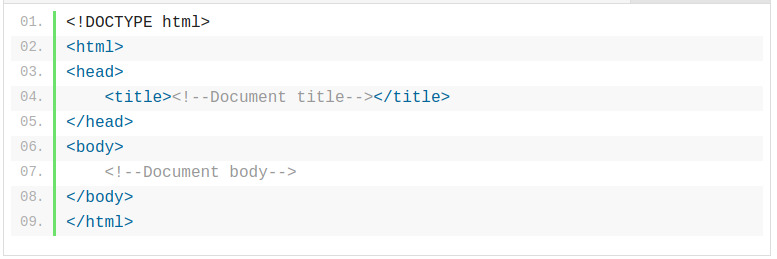 01. <!DOCTYPE html>
02. <html>
03. <head>
04.     <title><!--Document title--></title>
05. </head>
06. <body>
07.     <!--Document body-->
08. </body>
09. </html>